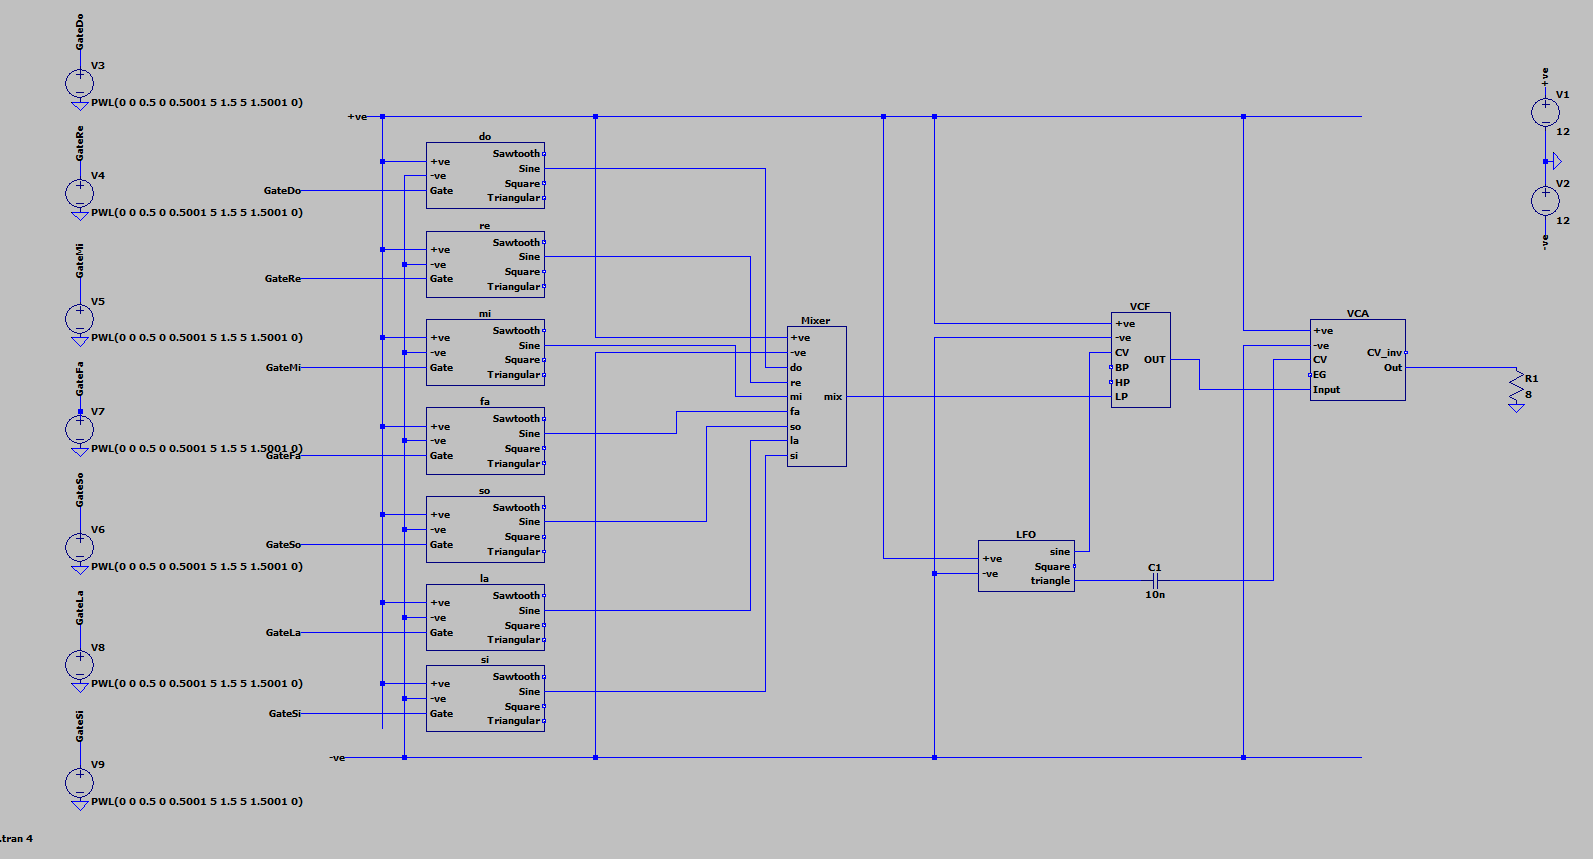 GateDo
V3
PWL(0 0 0.5 0 0.5001 5 1.5 5 1.5001 0)
GateRe
V4
PWL(0 0 0.5 0 0.5001 5 1.5 5 1.5001 0)
GateMi
V5
PWL(0 0 0.5 0 0.5001 5 1.5 5 1.5001 0)
GateFa
V7
PWL(0 0 0.5 0 0.5001 5 1.5 5 1.5001 0)
GateSo
V6
PWL(0 0 0.5 0 0.5001 5 1.5 5 1.5001 0)
GateLa
V8
PWL(0 0 0.5 0 0.5001 5 1.5 5 1.5001 0)
GateSi
V9
PWL(0 0 0.5 0 0.5001 5 1.5 5 1.5001 0)
.tran 4
+ve
do
+ve
-ve
Gate
Sawtooth
Sine
Square
Triangular
GateDo
re
+ve
-ve
Gate
Sawtooth
Sine
Square
Triangular
GateRe
mi
+ve
-ve
Gate
Sawtooth
Sine
Square
Triangular
GateMi
fa
+ve
-ve
Gate
Sawtooth
Sine
Square
Triangular
GateFa
so
+ve
-ve
Gate
Sawtooth
Sine
Square
Triangular
GateSo
la
+ve
-ve
Gate
Sawtooth
Sine
Square
Triangular
GateLa
si
+ve
-ve
Gate
Sawtooth
Sine
Square
Triangular
GateSi
-ve
Mixer
+ve
-ve
do
re
mi
fa
so
la
si
mix
LFO
+ve
-ve
sine
Square
triangle
C1
10n
VCF
+ve
-ve
CV
BP
HP
LP
OUT
VCA
+ve
-ve
CV
EG
Input
CV_inv
Out
R1
8
+ve
V1
12
V2
12
-ve